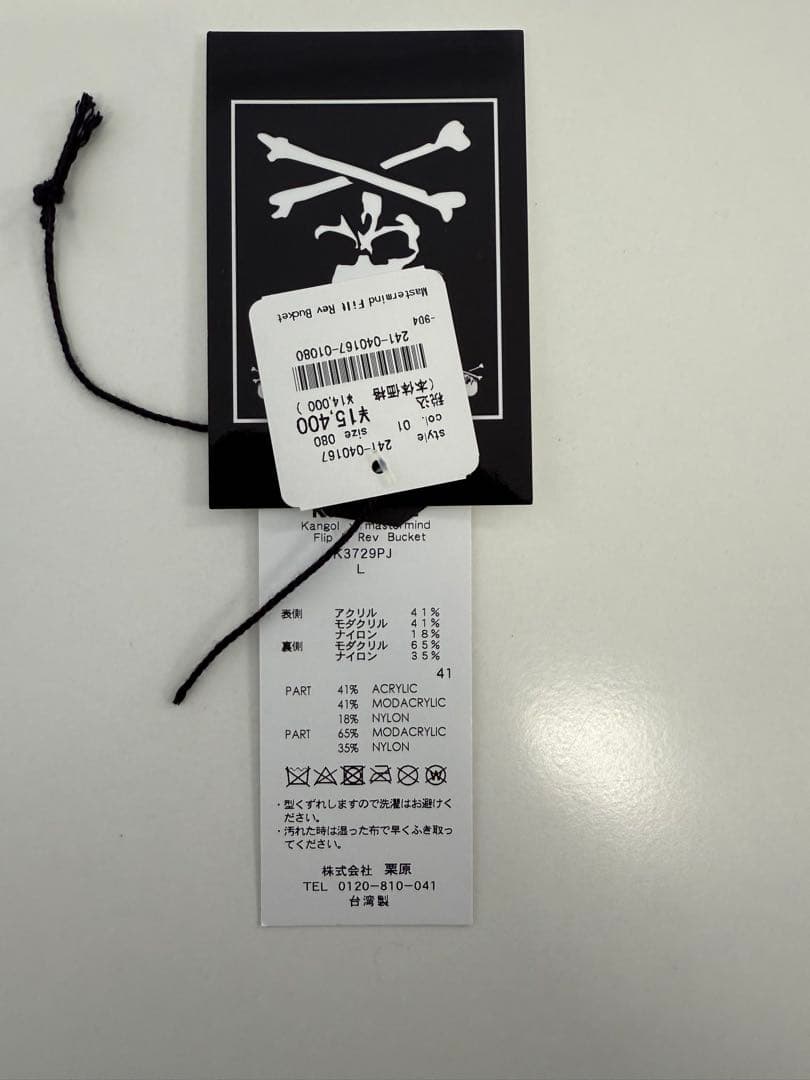 style 241-040167
col. 01 size 080
税込 ¥15,400
(本体価格 ¥14,000 )
241-040167-01080
-904
Mastermind Filt Rev Bucket
Kangol x mastermind
Flip Rev Bucket
K3729PJ
L
表側 アクリル 41%
モダクリル 41%
ナイロン 18%
裏側 モダクリル 65%
ナイロン 35%
41
PART 41% ACRYLIC
41% MODACRYLIC
18% NYLON
PART 65% MODACRYLIC
35% NYLON
W
・型くずれしますので洗濯はお避けく
ださい。
・汚れた時は湿った布で早くふき取っ
てください。
株式会社 栗原
TEL 0120-810-041
台湾製